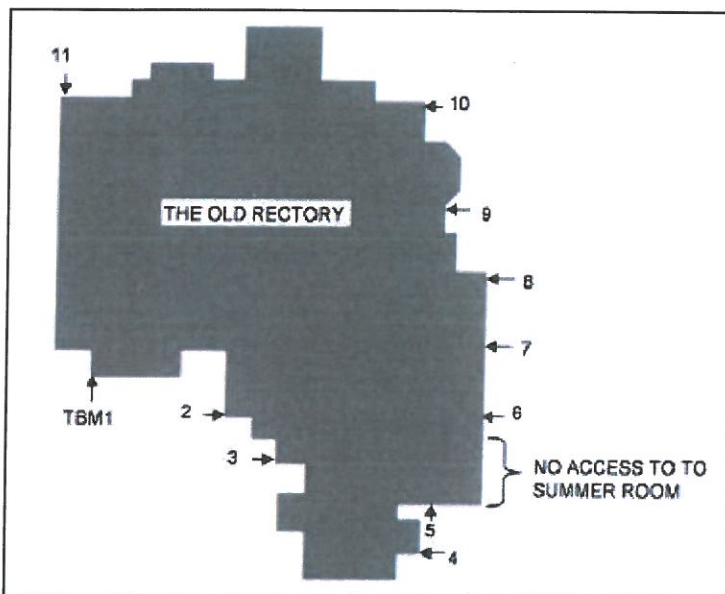 11
10
THE OLD RECTORY
9
8
7
TBM1
2
6
3
NO ACCESS TO TO
SUMMER ROOM
5
4